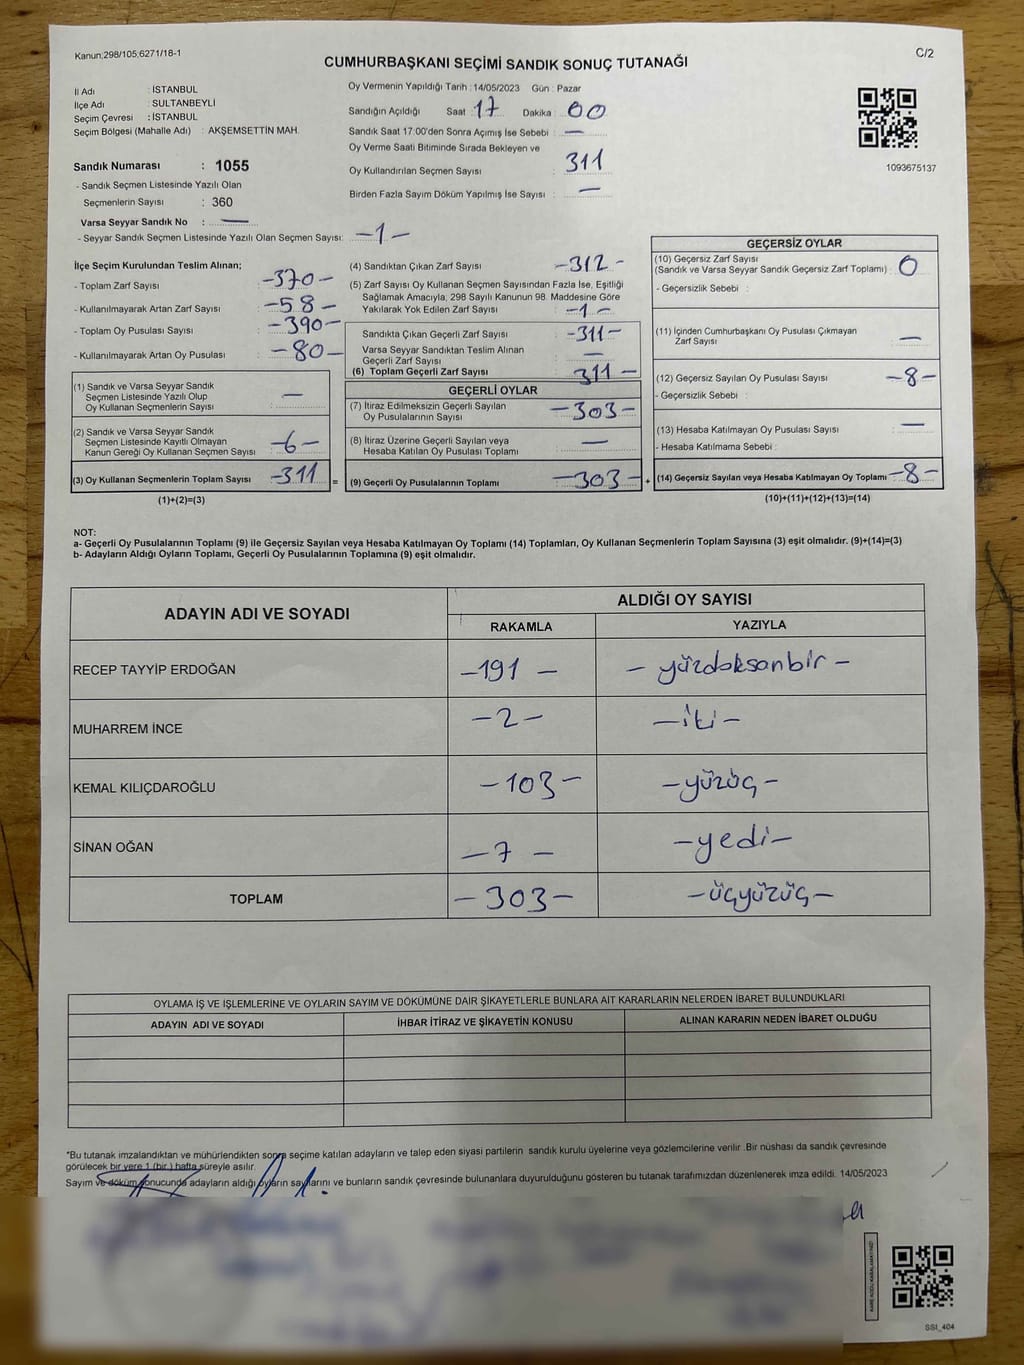 Kanun;298/105;6271/18-1
C/2
CUMHURBAŞKANI SEÇİMİ SANDIK SONUÇ TUTANAĞI
İl Adı : İSTANBUL
İlçe Adı : SULTANBEYLİ
Seçim Çevresi : İSTANBUL
Seçim Bölgesi (Mahalle Adı) : AKŞEMSETTİN MAH.
Sandık Numarası : 1055
- Sandık Seçmen Listesinde Yazılı Olan
Seçmenlerin Sayısı : 360
Varsa Seyyar Sandık No : —
- Seyyar Sandık Seçmen Listesinde Yazılı Olan Seçmen Sayısı: -1-
Oy Vermenin Yapıldığı Tarih : 14/05/2023 Gün : Pazar
Sandığın Açıldığı Saat 17 Dakika : 00
Sandık Saat 17:00'den Sonra Açımış İse Sebebi : —
Oy Verme Saati Bitiminde Sırada Bekleyen ve
Oy Kullandırılan Seçmen Sayısı : 311
Birden Fazla Sayım Döküm Yapılmış İse Sayısı : —
1093675137
İlçe Seçim Kurulundan Teslim Alınan;
- Toplam Zarf Sayısı : -370-
- Kullanılmayarak Artan Zarf Sayısı : -58-
- Toplam Oy Pusulası Sayısı : -390-
- Kullanılmayarak Artan Oy Pusulası : -80-
(1) Sandık ve Varsa Seyyar Sandık
Seçmen Listesinde Yazılı Olup
Oy Kullanan Seçmenlerin Sayısı : —
(2) Sandık ve Varsa Seyyar Sandık
Seçmen Listesinde Kayıtlı Olmayan
Kanun Gereği Oy Kullanan Seçmen Sayısı : -6-
(3) Oy Kullanan Seçmenlerin Toplam Sayısı -311
(1)+(2)=(3)
(4) Sandıktan Çıkan Zarf Sayısı -312-
(5) Zarf Sayısı Oy Kullanan Seçmen Sayısından Fazla İse, Eşitliği
Sağlamak Amacıyla, 298 Sayılı Kanunun 98. Maddesine Göre
Yakılarak Yok Edilen Zarf Sayısı : -1-
Sandıkta Çıkan Geçerli Zarf Sayısı : -311-
Varsa Seyyar Sandıktan Teslim Alınan
Geçerli Zarf Sayısı : —
(6) Toplam Geçerli Zarf Sayısı : 311-
GEÇERLİ OYLAR
(7) İtiraz Edilmeksizin Geçerli Sayılan
Oy Pusulalarının Sayısı : -303-
(8) İtiraz Üzerine Geçerli Sayılan veya
Hesaba Katılan Oy Pusulası Toplamı : —
(9) Geçerli Oy Pusulalarının Toplamı -303-
GEÇERSİZ OYLAR
(10) Geçersiz Zarf Sayısı
(Sandık ve Varsa Seyyar Sandık Geçersiz Zarf Toplamı) : 0
- Geçersizlik Sebebi :
(11) İçinden Cumhurbaşkanı Oy Pusulası Çıkmayan
Zarf Sayısı : —
(12) Geçersiz Sayılan Oy Pusulası Sayısı : -8-
- Geçersizlik Sebebi :
(13) Hesaba Katılmayan Oy Pusulası Sayısı : —
- Hesaba Katılmama Sebebi :
(14) Geçersiz Sayılan veya Hesaba Katılmayan Oy Toplamı -8-
(10)+(11)+(12)+(13)=(14)
NOT:
a- Geçerli Oy Pusulalarının Toplamı (9) ile Geçersiz Sayılan veya Hesaba Katılmayan Oy Toplamı (14) Toplamları, Oy Kullanan Seçmenlerin Toplam Sayısına (3) eşit olmalıdır. (9)+(14)=(3)
b- Adayların Aldığı Oyların Toplamı, Geçerli Oy Pusulalarının Toplamına (9) eşit olmalıdır.
ADAYIN ADI VE SOYADI
ALDIĞI OY SAYISI
RAKAMLA YAZIYLA
RECEP TAYYİP ERDOĞAN -191- -yüzdoksanbir-
MUHARREM İNCE -2- -iki-
KEMAL KILIÇDAROĞLU -103- -yüzüç-
SİNAN OĞAN -7- -yedi-
TOPLAM -303- -üçyüzüç-
OYLAMA İŞ VE İŞLEMLERİNE VE OYLARIN SAYIM VE DÖKÜMÜNE DAİR ŞİKAYETLERLE BUNLARA AİT KARARLARIN NELERDEN İBARET BULUNDUKLARI
ADAYIN ADI VE SOYADI İHBAR İTİRAZ VE ŞİKAYETİN KONUSU ALINAN KARARIN NEDEN İBARET OLDUĞU
*Bu tutanak imzalandıktan ve mühürlendikten sonra seçime katılan adayların ve talep eden siyasi partilerin sandık kurulu üyelerine veya gözlemcilerine verilir. Bir nüshası da sandık çevresinde
görülecek bir yere 1 (bir.) hafta süreyle asılır.
Sayım ve döküm sonucunda adayların aldığı oyların sayılarını ve bunların sandık çevresinde bulunanlara duyurulduğunu gösteren bu tutanak tarafımızdan düzenlenerek imza edildi. 14/05/2023
SSI_404